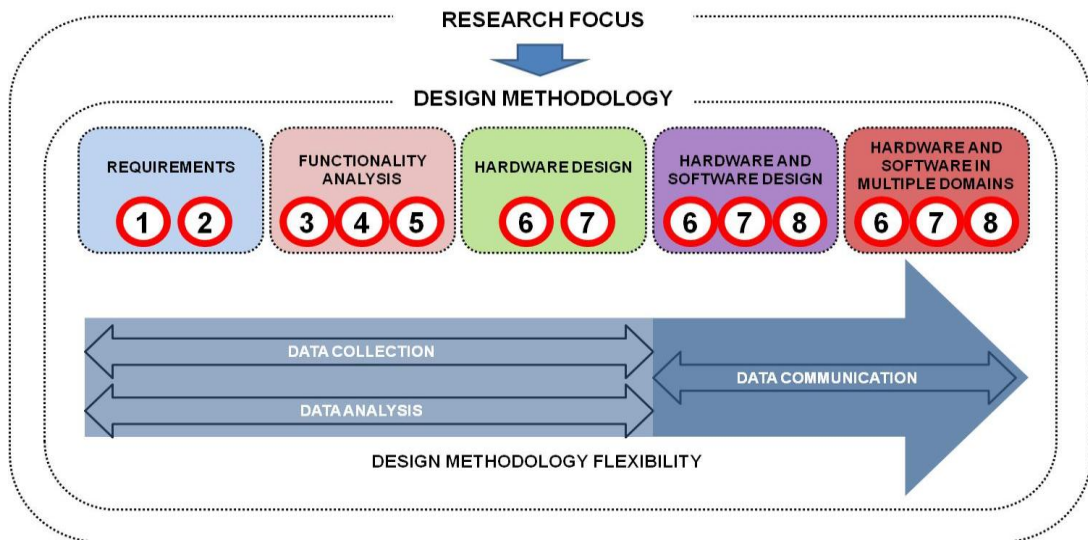 RESEARCH FOCUS
DESIGN METHODOLOGY
REQUIREMENTS
1 2
FUNCTIONALITY
ANALYSIS
3 4 5
HARDWARE DESIGN
6 7
HARDWARE AND
SOFTWARE DESIGN
6 7 8
HARDWARE AND
SOFTWARE IN
MULTIPLE DOMAINS
6 7 8
DATA COLLECTION
DATA ANALYSIS
DATA COMMUNICATION
DESIGN METHODOLOGY FLEXIBILITY